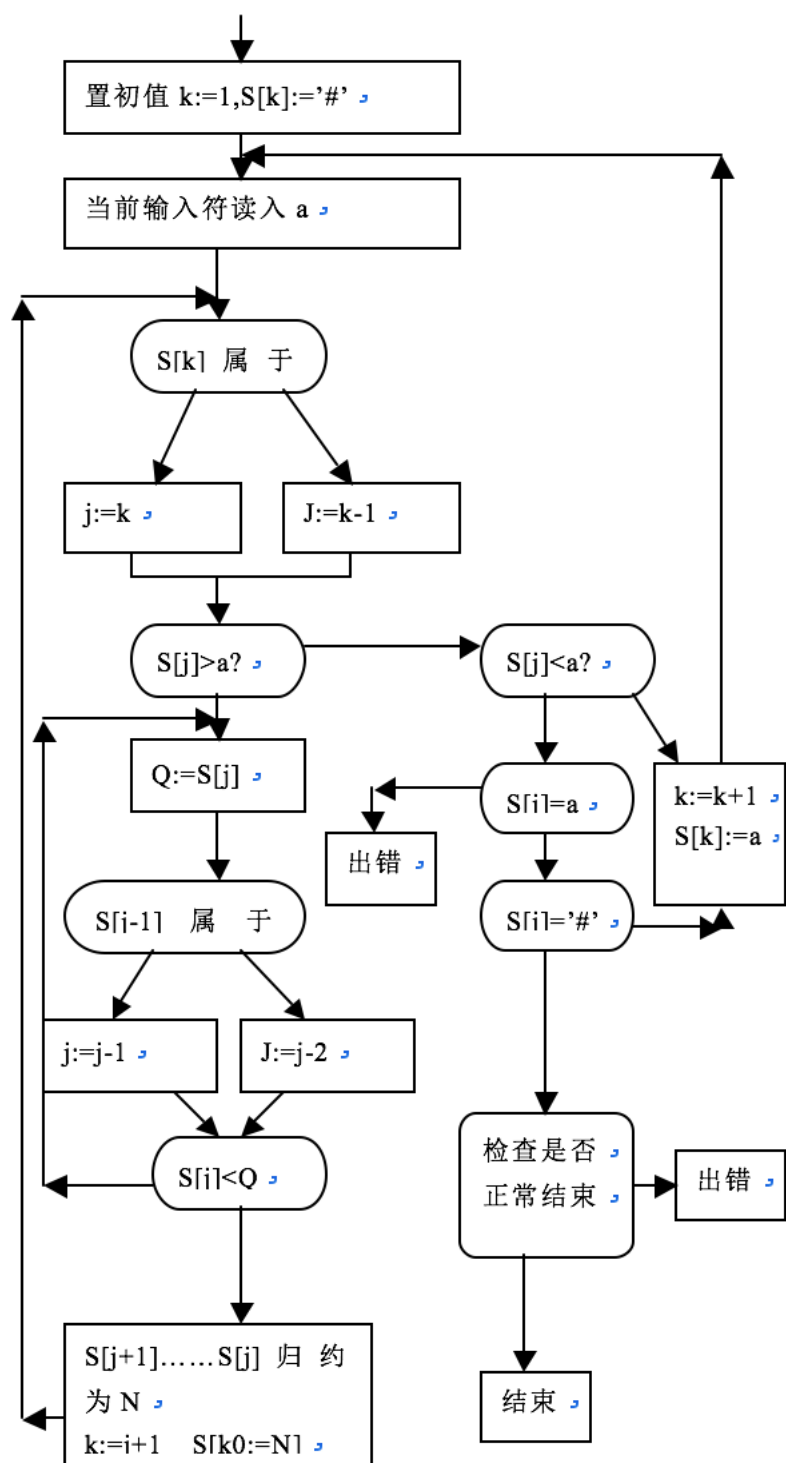 置初值 k:=1,S[k]:='#'
当前输入符读入 a
S[k] 属 于
j:=k
J:=k-1
S[j]>a?
S[j]<a?
Q:=S[j]
S[j]=a
k:=k+1
S[k]:=a
出错
S[j-1] 属 于
S[j]='#'
j:=j-1
J:=j-2
S[j]<Q
检查是否
正常结束
出错
S[j+1]……S[j] 归 约
为 N
k:=j+1 S[k0:=N]
结束